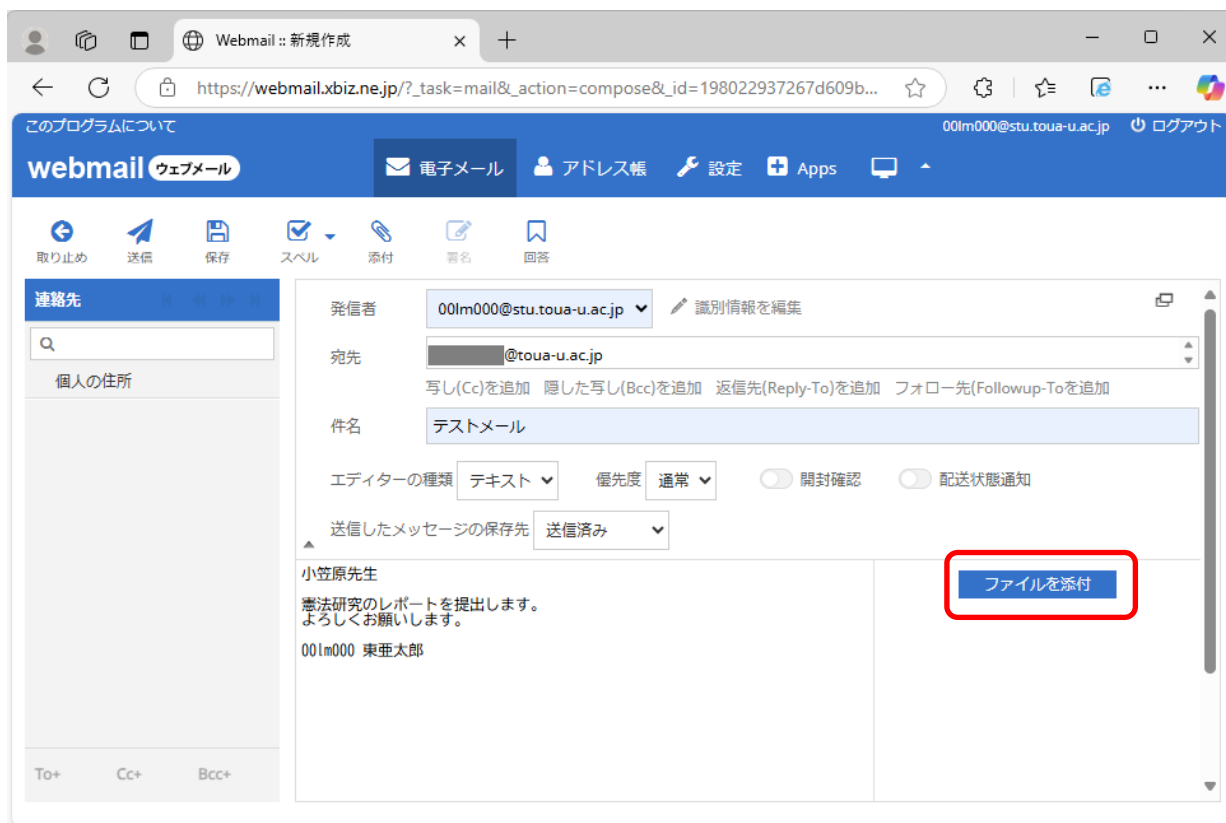 Webmail :: 新規作成
https://webmail.xbiz.ne.jp/?_task=mail&_action=compose&_id=198022937267d609b...
このプログラムについて 00lm000@stu.toua-u.ac.jp ログアウト
webmail ウェブメール 電子メール アドレス帳 設定 Apps
取り止め 送信 保存 スペル 添付 署名 回答
連絡先
個人の住所
発信者 00lm000@stu.toua-u.ac.jp 識別情報を編集
宛先 @toua-u.ac.jp
写し(Cc)を追加 隠した写し(Bcc)を追加 返信先(Reply-To)を追加 フォロー先(Followup-Toを追加
件名 テストメール
エディターの種類 テキスト 優先度 通常 開封確認 配送状態通知
送信したメッセージの保存先 送信済み
小笠原先生
憲法研究のレポートを提出します。
よろしくお願いします。
00lm000 東亜太郎
ファイルを添付
To+ Cc+ Bcc+